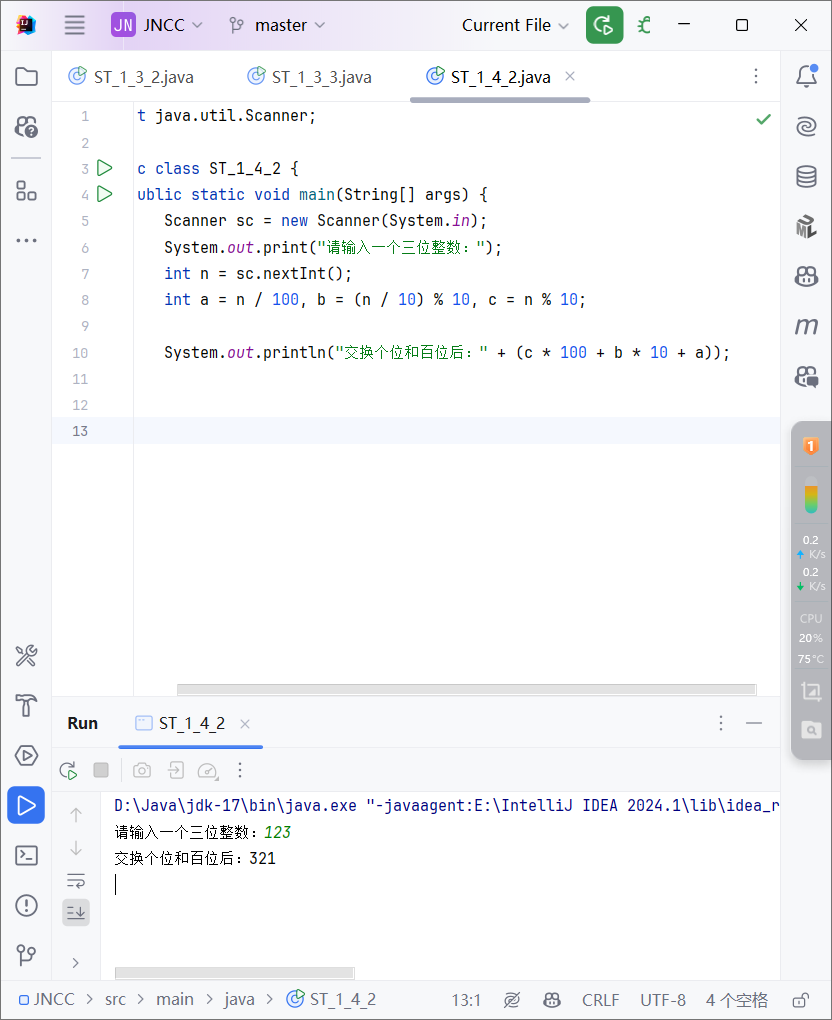 JN JNCC master Current File
ST_1_3_2.java ST_1_3_3.java ST_1_4_2.java
1 t java.util.Scanner;
2
3 c class ST_1_4_2 {
4 ublic static void main(String[] args) {
5 Scanner sc = new Scanner(System.in);
6 System.out.print("请输入一个三位整数：");
7 int n = sc.nextInt();
8 int a = n / 100, b = (n / 10) % 10, c = n % 10;
9
10 System.out.println("交换个位和百位后：" + (c * 100 + b * 10 + a));
11
12
13
UML
m
1
0.2
K/s
0.2
K/s
CPU
20%
75°C
Run ST_1_4_2
D:\Java\jdk-17\bin\java.exe "-javaagent:E:\IntelliJ IDEA 2024.1\lib\idea_r
请输入一个三位整数：123
交换个位和百位后：321
JNCC > src > main > java > ST_1_4_2 13:1 CRLF UTF-8 4 个空格